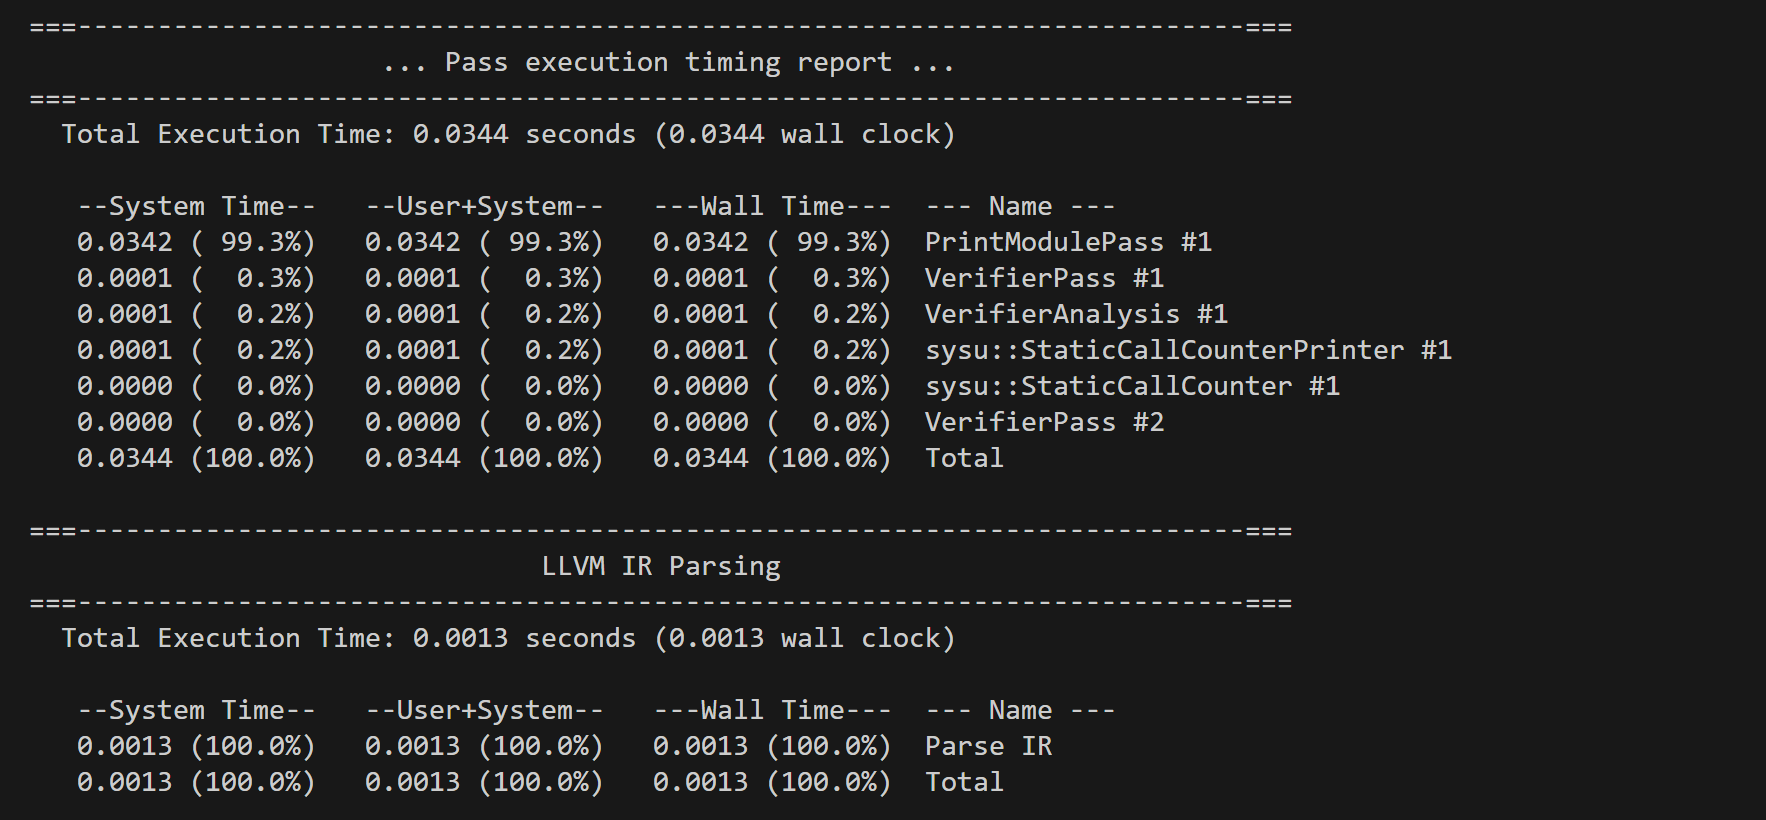 ===-------------------------------------------------------------------------===
                      ... Pass execution timing report ...
===-------------------------------------------------------------------------===
  Total Execution Time: 0.0344 seconds (0.0344 wall clock)

   --System Time--   --User+System--   ---Wall Time---  --- Name ---
   0.0342 ( 99.3%)   0.0342 ( 99.3%)   0.0342 ( 99.3%)  PrintModulePass #1
   0.0001 (  0.3%)   0.0001 (  0.3%)   0.0001 (  0.3%)  VerifierPass #1
   0.0001 (  0.2%)   0.0001 (  0.2%)   0.0001 (  0.2%)  VerifierAnalysis #1
   0.0001 (  0.2%)   0.0001 (  0.2%)   0.0001 (  0.2%)  sysu::StaticCallCounterPrinter #1
   0.0000 (  0.0%)   0.0000 (  0.0%)   0.0000 (  0.0%)  sysu::StaticCallCounter #1
   0.0000 (  0.0%)   0.0000 (  0.0%)   0.0000 (  0.0%)  VerifierPass #2
   0.0344 (100.0%)   0.0344 (100.0%)   0.0344 (100.0%)  Total

===-------------------------------------------------------------------------===
                                LLVM IR Parsing
===-------------------------------------------------------------------------===
  Total Execution Time: 0.0013 seconds (0.0013 wall clock)

   --System Time--   --User+System--   ---Wall Time---  --- Name ---
   0.0013 (100.0%)   0.0013 (100.0%)   0.0013 (100.0%)  Parse IR
   0.0013 (100.0%)   0.0013 (100.0%)   0.0013 (100.0%)  Total